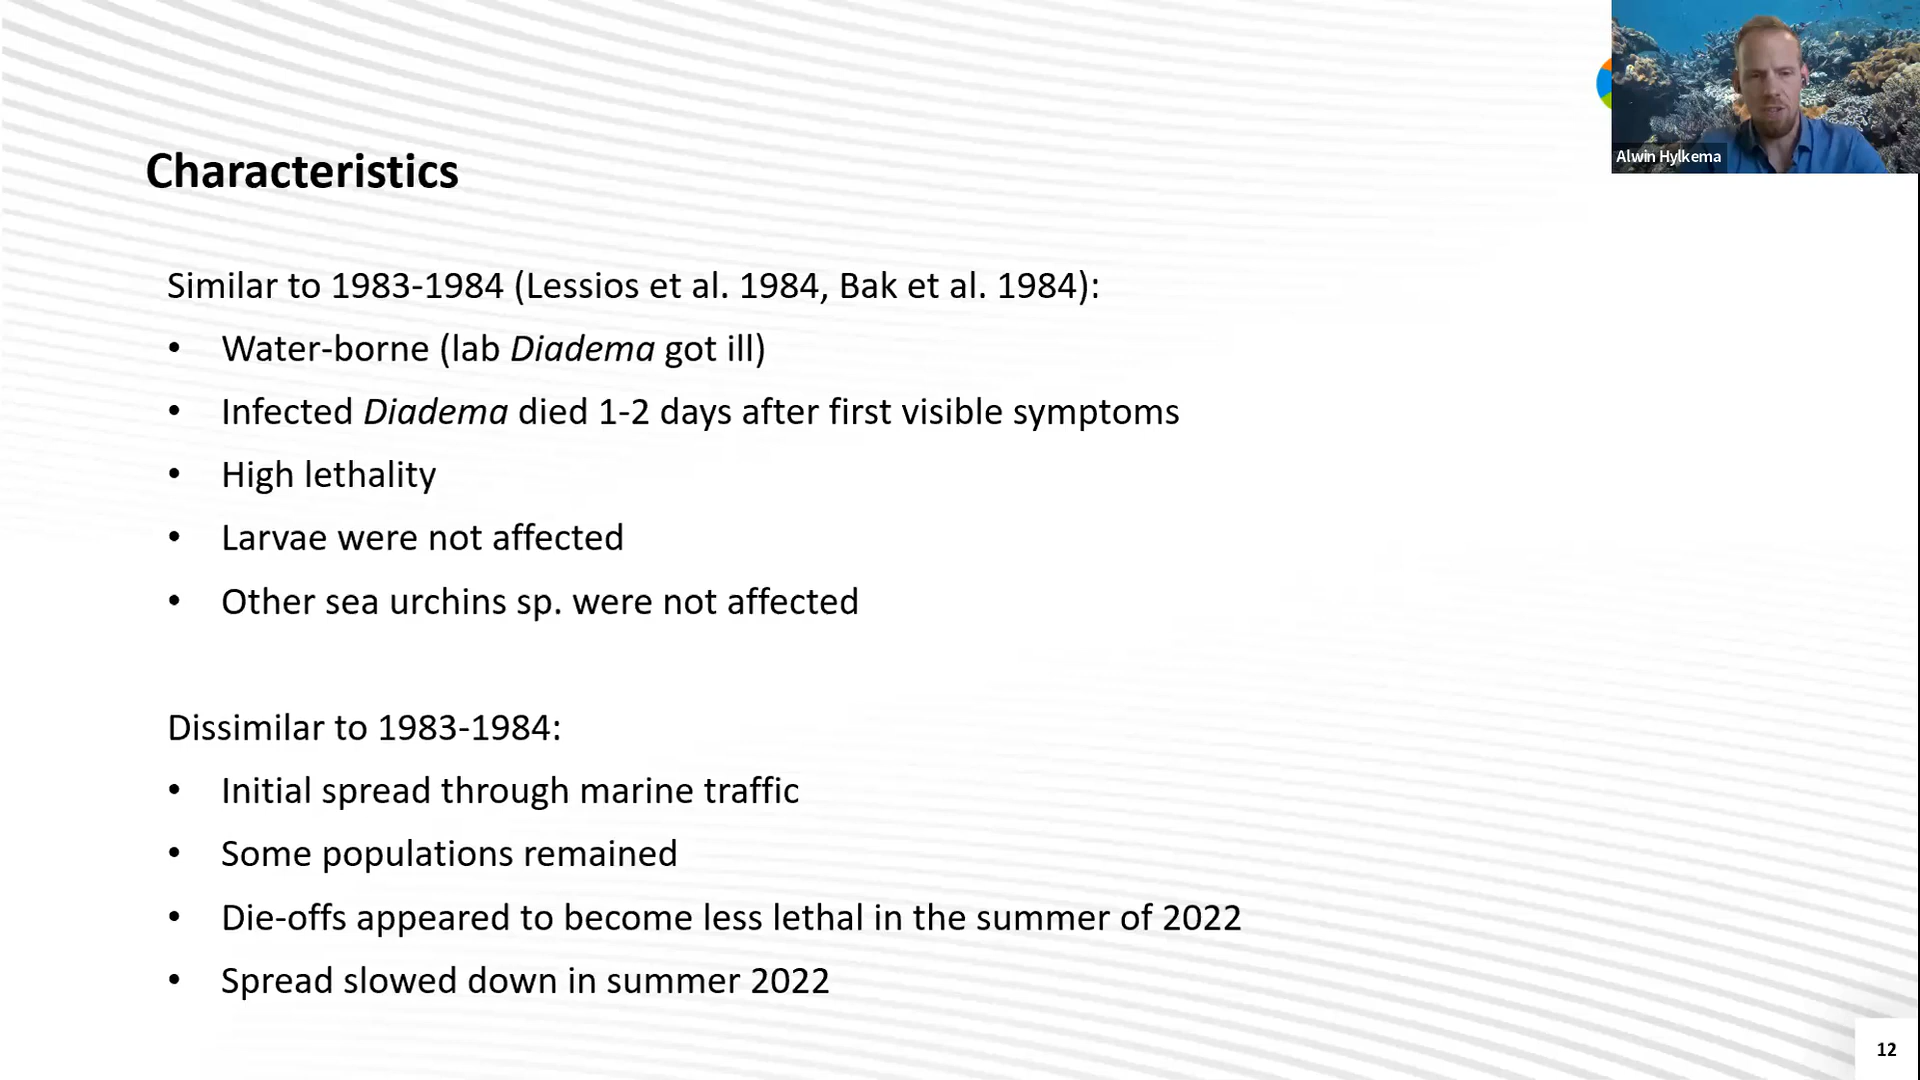 Alwin Hylkema
Characteristics
Similar to 1983-1984 (Lessios et al. 1984, Bak et al. 1984):
• Water-borne (lab Diadema got ill)
• Infected Diadema died 1-2 days after first visible symptoms
• High lethality
• Larvae were not affected
• Other sea urchins sp. were not affected
Dissimilar to 1983-1984:
• Initial spread through marine traffic
• Some populations remained
• Die-offs appeared to become less lethal in the summer of 2022
• Spread slowed down in summer 2022
12